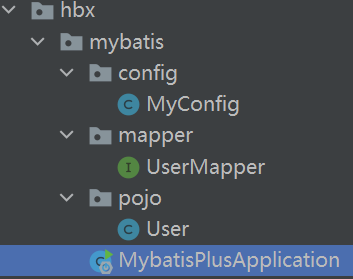 hbx
mybatis
config
MyConfig
mapper
UserMapper
pojo
User
MybatisPlusApplication